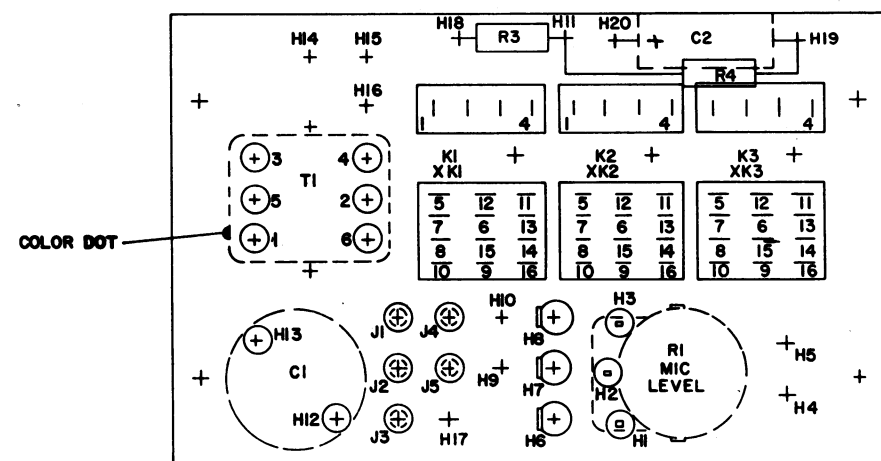 H18 H11 H20 H19
R3 C2
H14 H15
R4
H16
1 4 1 4 4
3 4
T1
5 2
1 6
COLOR DOT
K1 K2 K3
XK1 XK2 XK3
5 12 11 5 12 11 5 12 11
7 6 13 7 6 13 7 6 13
8 15 14 8 15 14 8 15 14
10 9 16 10 9 16 10 9 16
H10 H3
J1 J4 H8
H13
C1
R1
MIC
LEVEL
H5
J2 J5 H9 H7 H2
H4
H12 J3 H17 H6 H1